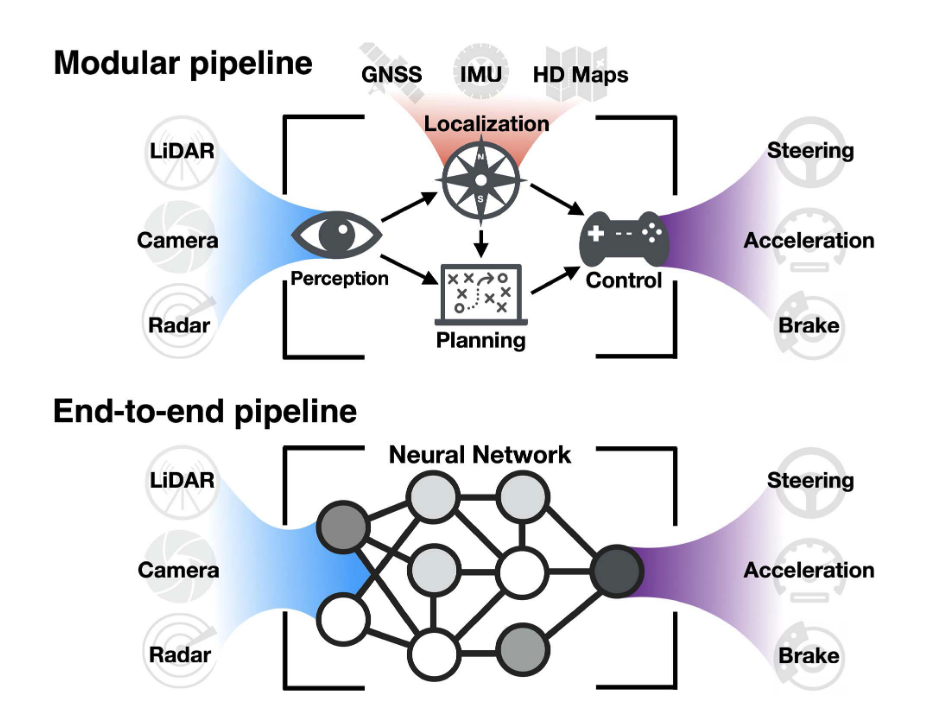 Modular pipeline
GNSS IMU HD Maps
Localization
N
S
LiDAR
Camera
Radar
Perception
Planning
Control
Steering
Acceleration
Brake
End-to-end pipeline
Neural Network
LiDAR
Camera
Radar
Steering
Acceleration
Brake